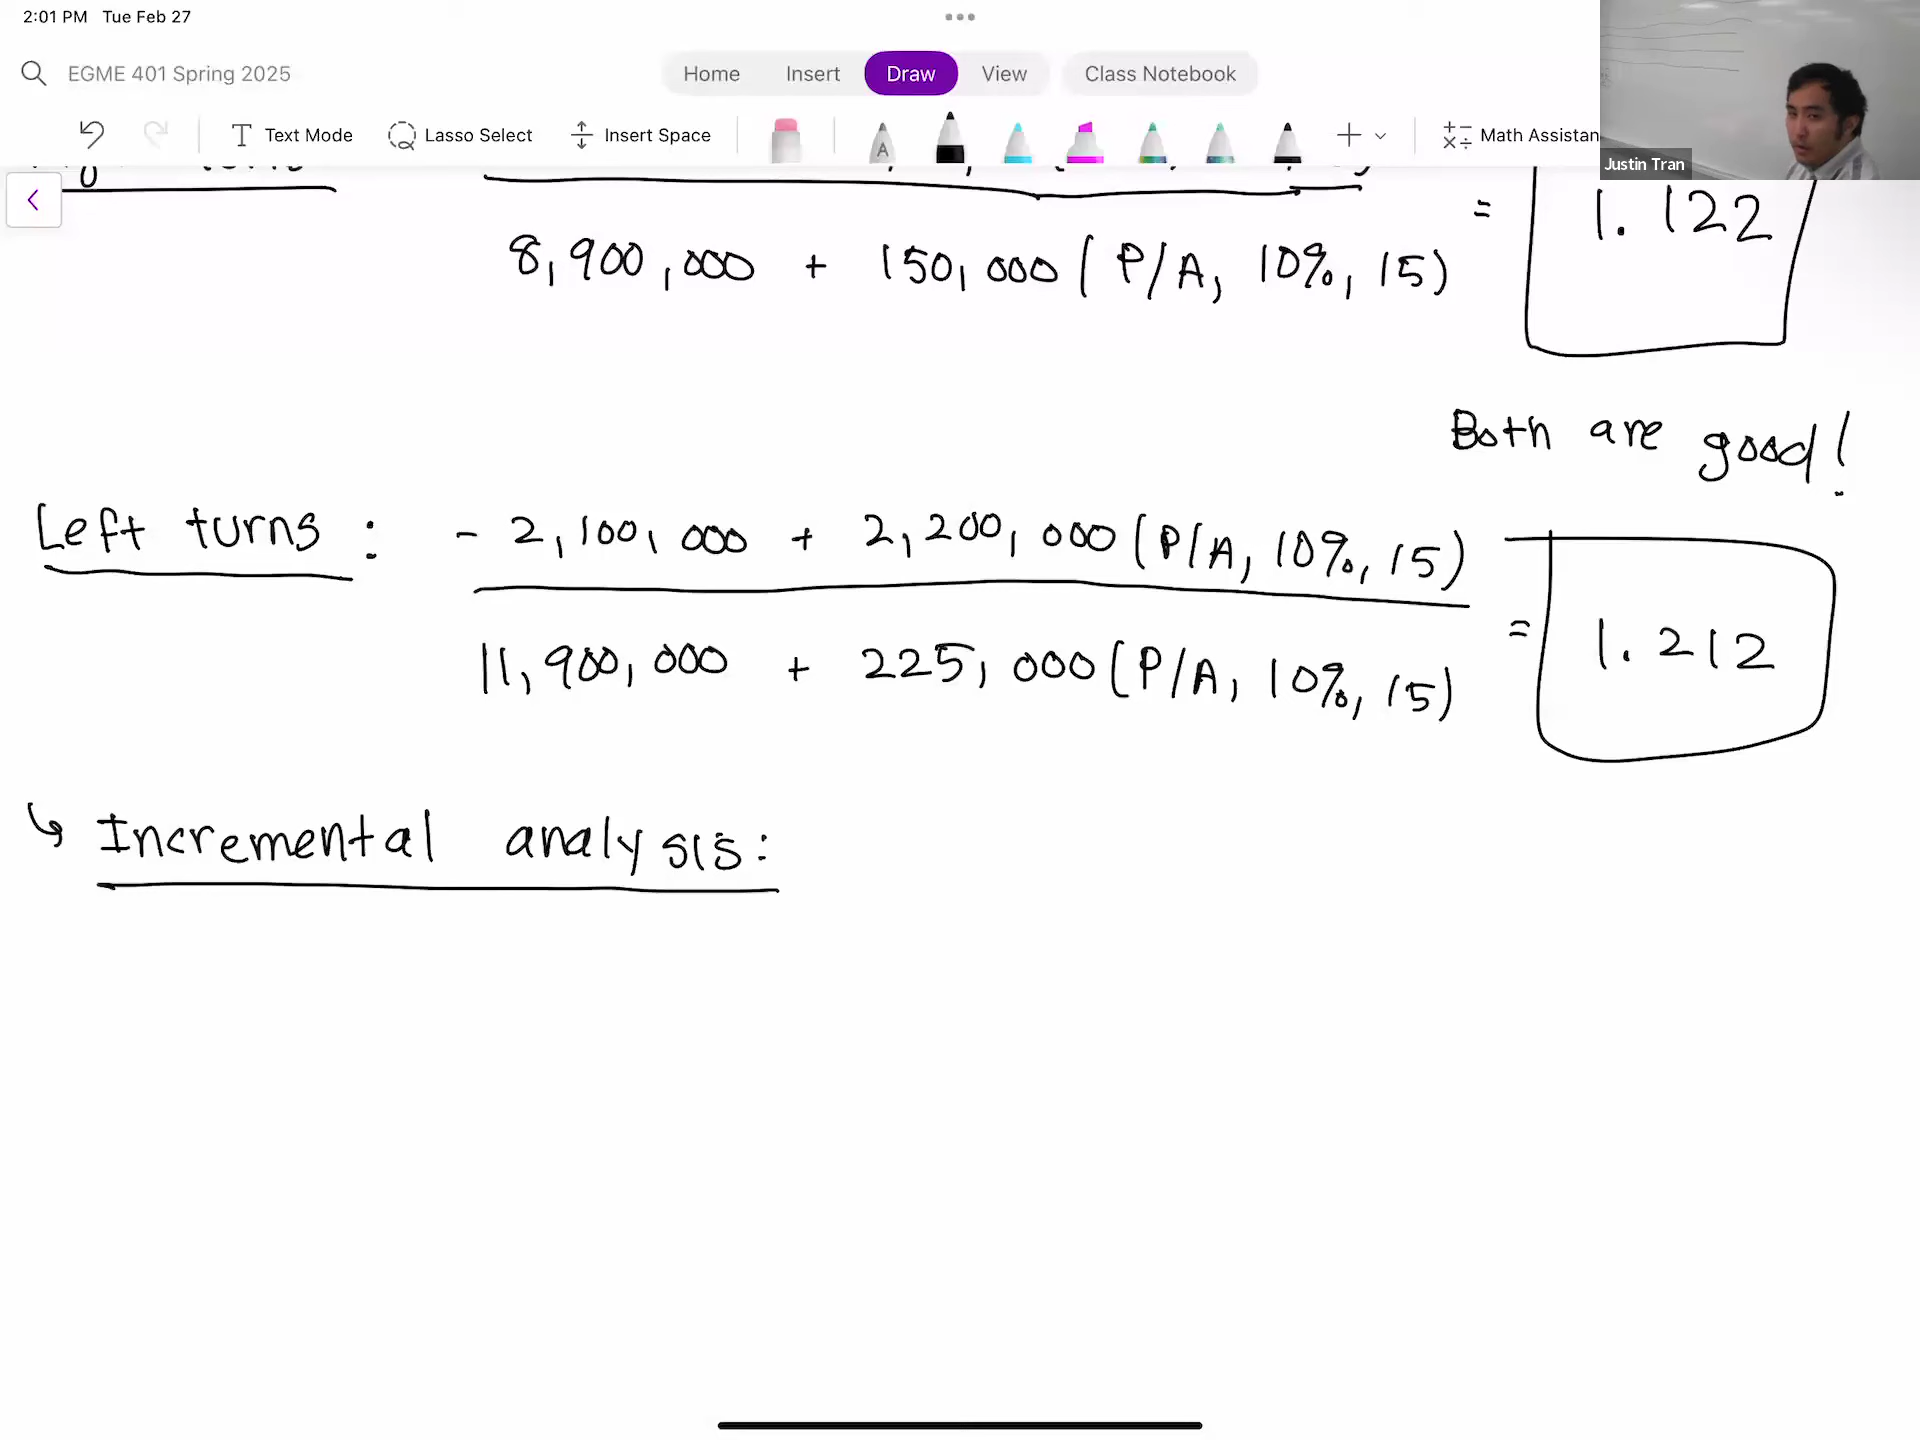 2:01 PM Tue Feb 27
EGME 401 Spring 2025
Home Insert Draw View Class Notebook
Text Mode Lasso Select Insert Space A Math Assistan
Justin Tran
8,900,000 + 150,000 (P/A, 10%, 15) = 1.122
Both are good!
Left turns: - 2,100,000 + 2,200,000 (P/A, 10%, 15)
11,900,000 + 225,000 (P/A, 10%, 15) = 1.212
↳ Incremental analysis: